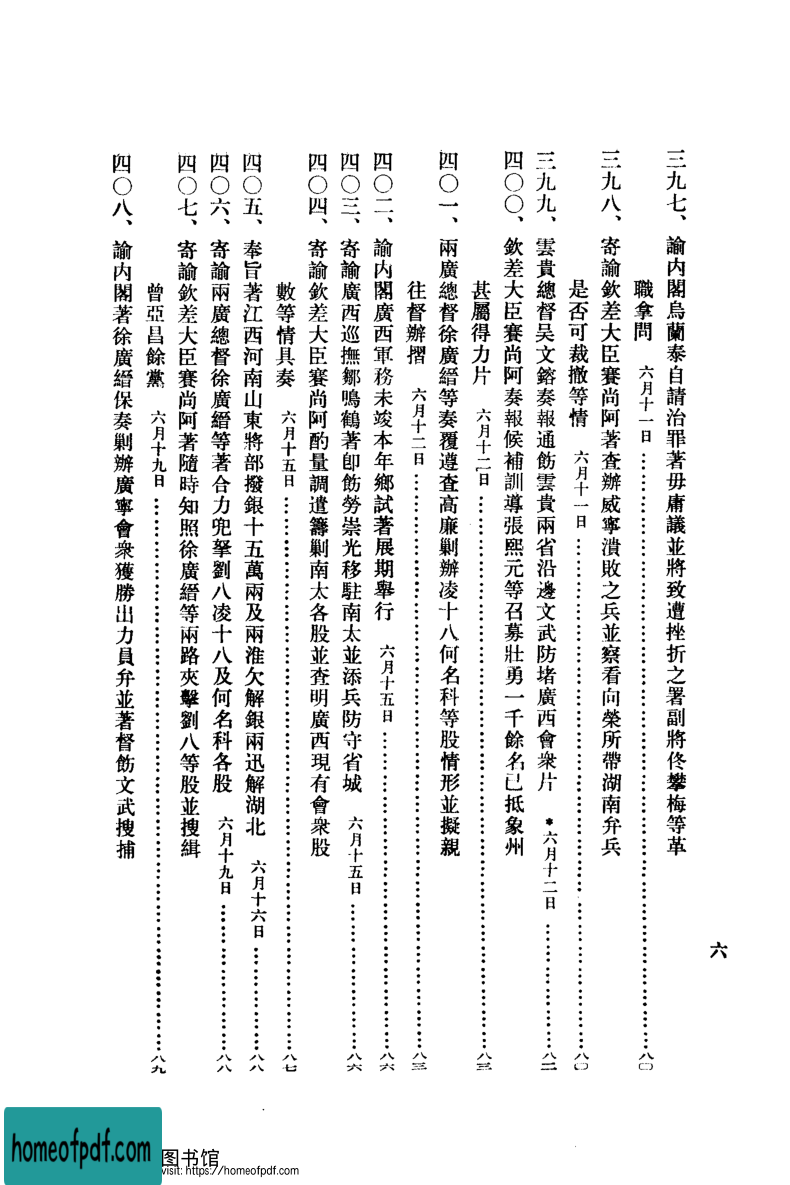 三九七、諭内閣烏蘭泰自請治罪著毋庸議並將致遭挫折之署副將佟攀梅等革
職拿問 六月十一日……八〇
三九八、寄諭欽差大臣賽尚阿著查辦威寧潰敗之兵並察看向榮所帶湖南弁兵
是否可裁撤等情 六月十一日……八〇
三九九、雲貴總督吳文鎔奏報通飭雲貴兩省沿邊文武防堵廣西會衆片 *六月十二日……八二
四〇〇、欽差大臣賽尚阿奏報候補訓導張熙元等召募壯勇一千餘名已抵象州
甚屬得力片 六月十二日……八三
四〇一、兩廣總督徐廣縉等奏覆遵查高廉剿辦凌十八何名科等股情形並擬親
往督辦摺 六月十二日……八三
四〇二、諭内閣廣西軍務未竣本年鄉試著展期舉行 六月十五日……八六
四〇三、寄諭廣西巡撫鄒鳴鶴著卽飭勞崇光移駐南太並添兵防守省城 六月十五日……八六
四〇四、寄諭欽差大臣賽尚阿酌量調遣籌剿南太各股並查明廣西現有會衆股
數等情具奏 六月十五日……八七
四〇五、奉旨著江西河南山東將部撥銀十五萬兩及兩淮欠解銀兩迅解湖北 六月十六日……八八
四〇六、寄諭兩廣總督徐廣縉等著合力兜拏劉八凌十八及何名科各股 六月十九日……八八
四〇七、寄諭欽差大臣賽尚阿著隨時知照徐廣縉等兩路夾擊劉八等股並搜緝
曾亞昌餘黨 六月十九日……八九
四〇八、諭内閣著徐廣縉保奏剿辦廣寧會衆獲勝出力員弁並著督飭文武搜捕
六
homeofpdf.com
图书馆
visit: https://homeofpdf.com